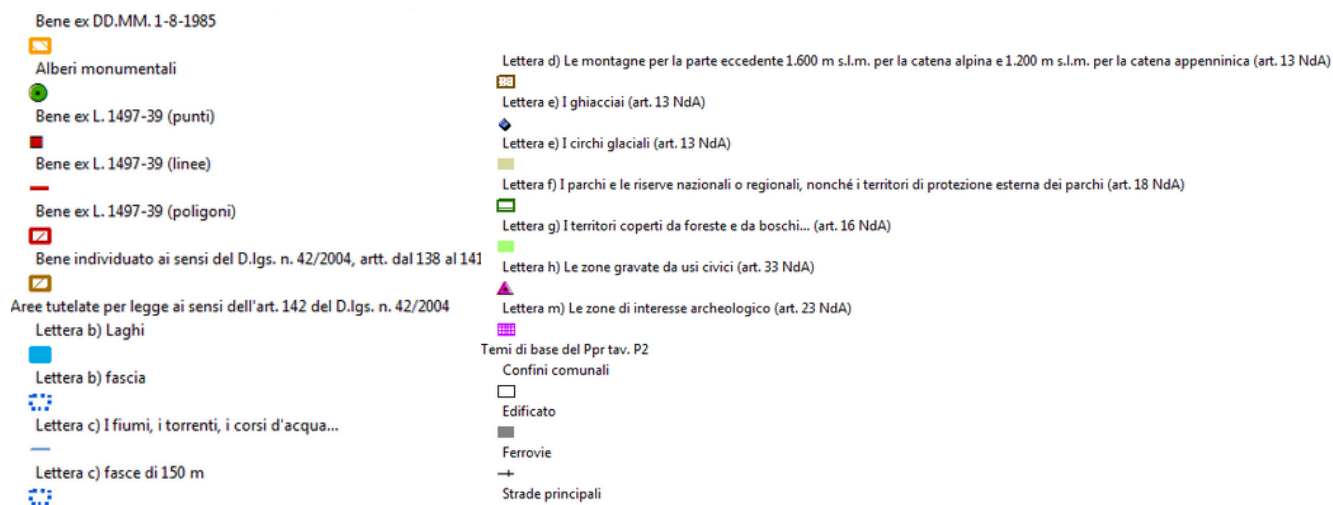 Bene ex DD.MM. 1-8-1985
Alberi monumentali
Bene ex L. 1497-39 (punti)
Bene ex L. 1497-39 (linee)
Bene ex L. 1497-39 (poligoni)
Bene individuato ai sensi del D.lgs. n. 42/2004, artt. dal 138 al 141
Aree tutelate per legge ai sensi dell'art. 142 del D.lgs. n. 42/2004
Lettera b) Laghi
Lettera b) fascia
Lettera c) I fiumi, i torrenti, i corsi d'acqua...
Lettera c) fasce di 150 m
Lettera d) Le montagne per la parte eccedente 1.600 m s.l.m. per la catena alpina e 1.200 m s.l.m. per la catena appenninica (art. 13 NdA)
Lettera e) I ghiacciai (art. 13 NdA)
Lettera e) I circhi glaciali (art. 13 NdA)
Lettera f) I parchi e le riserve nazionali o regionali, nonché i territori di protezione esterna dei parchi (art. 18 NdA)
Lettera g) I territori coperti da foreste e da boschi... (art. 16 NdA)
Lettera h) Le zone gravate da usi civici (art. 33 NdA)
Lettera m) Le zone di interesse archeologico (art. 23 NdA)
Temi di base del Ppr tav. P2
Confini comunali
Edificato
Ferrovie
Strade principali